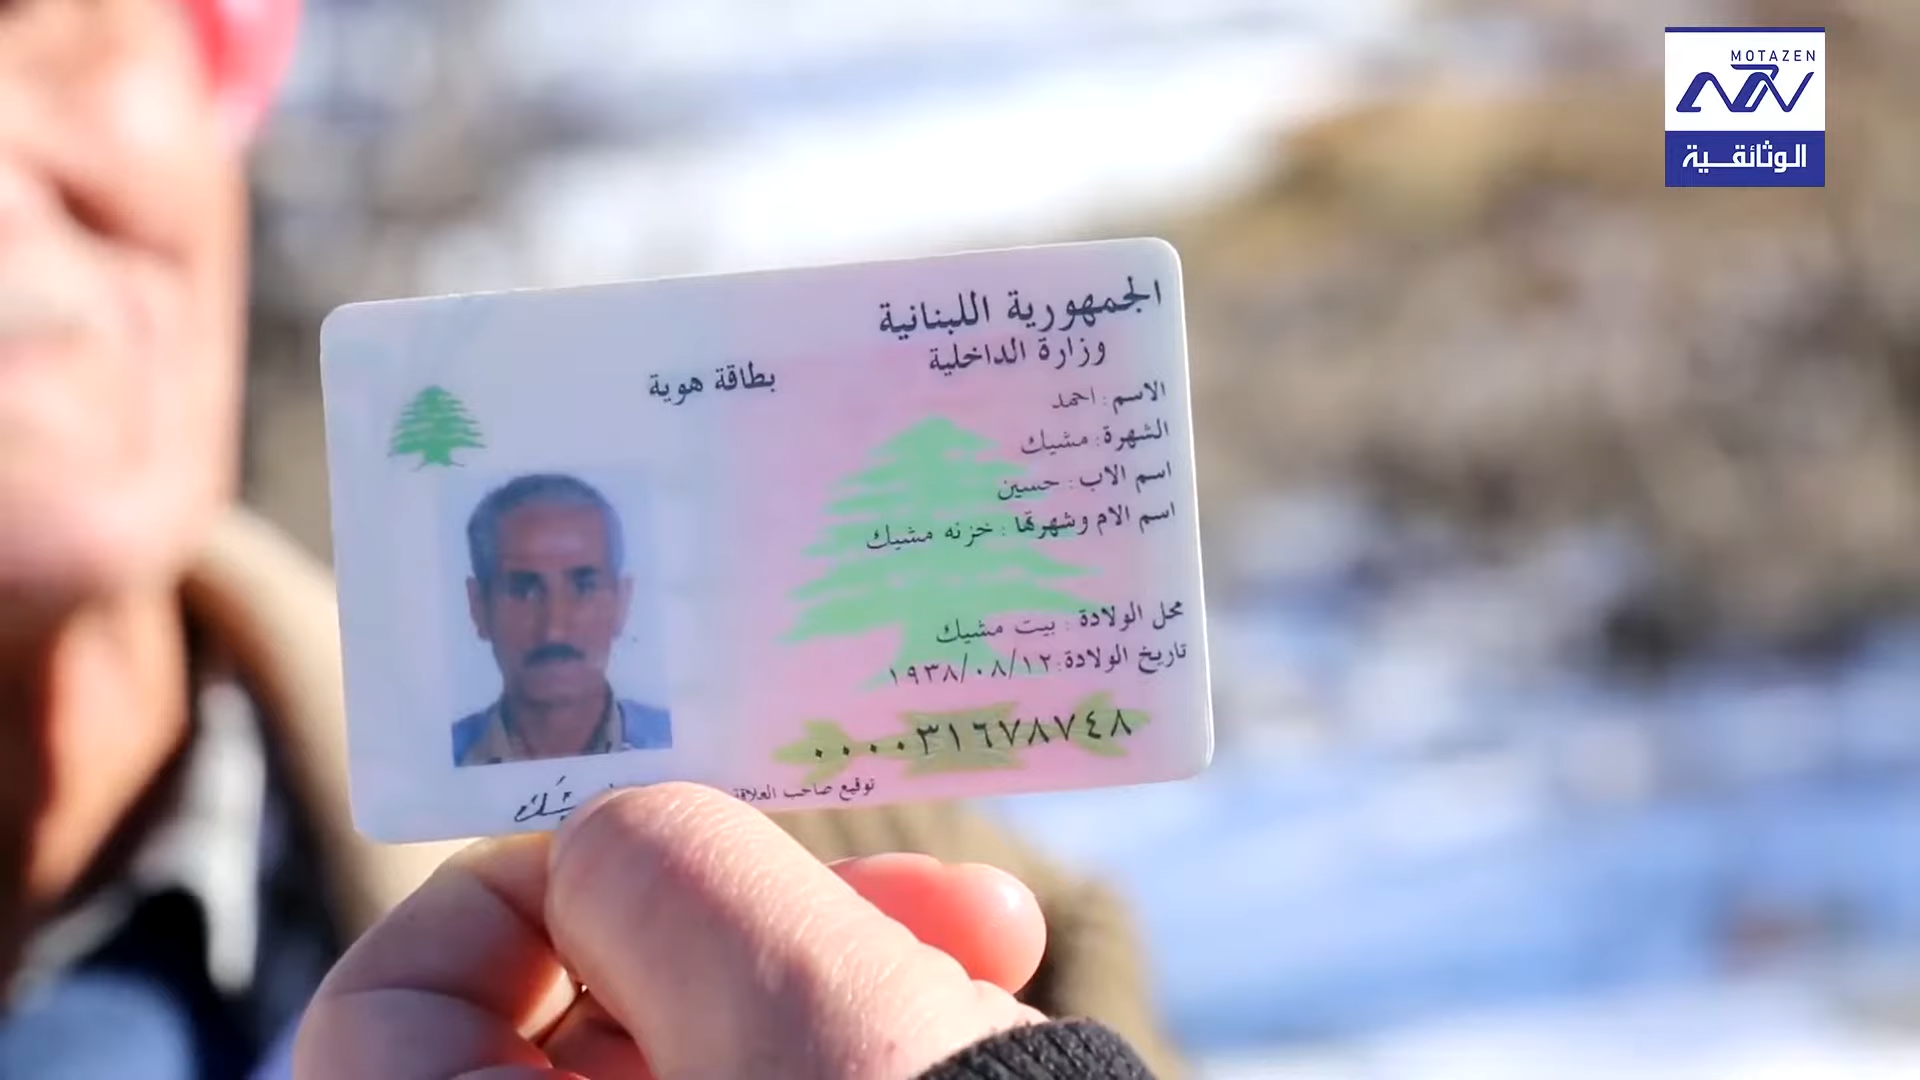 MOTAZEN
الوثائقية
الجمهورية اللبنانية
وزارة الداخلية
بطاقة هوية
الاسم : احمد
الشهرة : مشيك
اسم الاب : حسين
اسم الام وشهرتها : خزنه مشيك
محل الولادة : بيت مشيك
تاريخ الولادة : ١٩٣٨/٠٨/١٢
٠٠٠٠٣١٦٧٨٧٤٨
توقيع صاحب العلاقة